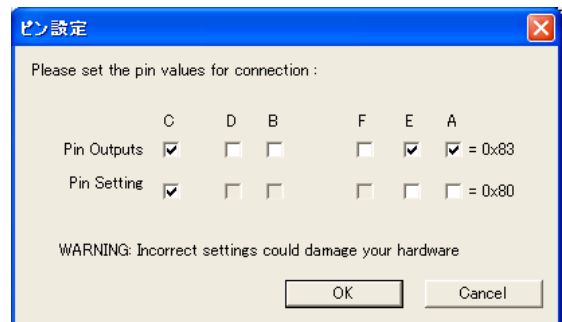 ピン設定
Please set the pin values for connection :
C D B F E A
Pin Outputs = 0x83
Pin Setting = 0x80
WARNING: Incorrect settings could damage your hardware
OK Cancel